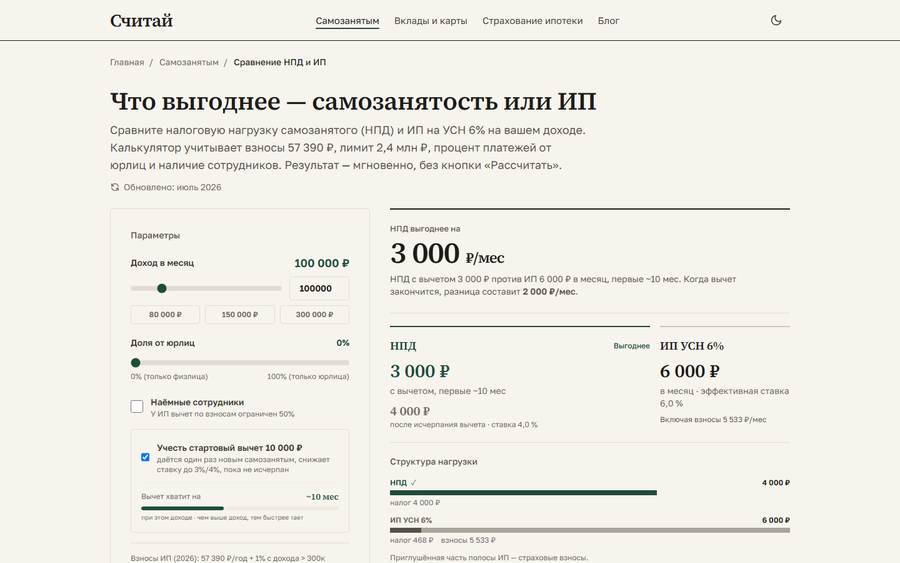 Считай
Самозанятым Вклады и карты Страхование ипотеки Блог
Главная / Самозанятым / Сравнение НПД и ИП
Что выгоднее — самозанятость или ИП
Сравните налоговую нагрузку самозанятого (НПД) и ИП на УСН 6% на вашем доходе.
Калькулятор учитывает взносы 57 390 ₽, лимит 2,4 млн ₽, процент платежей от
юрлиц и наличие сотрудников. Результат — мгновенно, без кнопки «Рассчитать».
Обновлено: июль 2026
Параметры
Доход в месяц 100 000 ₽
100000
80 000 ₽ 150 000 ₽ 300 000 ₽
Доля от юрлиц 0%
0% (только физлица) 100% (только юрлица)
Наёмные сотрудники
У ИП вычет по взносам ограничен 50%
Учесть стартовый вычет 10 000 ₽
даётся один раз новым самозанятым, снижает
ставку до 3%/4%, пока не исчерпан
Вычет хватит на ~10 мес
при этом доходе · чем выше доход, тем быстрее тает
Взносы ИП (2026): 57 390 ₽/год + 1% с дохода > 300к
НПД выгоднее на
3 000 ₽/мес
НПД с вычетом 3 000 ₽ против ИП 6 000 ₽ в месяц, первые ~10 мес. Когда вычет
закончится, разница составит 2 000 ₽/мес.
НПД Выгоднее
3 000 ₽
с вычетом, первые ~10 мес
4 000 ₽
после исчерпания вычета · ставка 4,0 %
ИП УСН 6%
6 000 ₽
в месяц · эффективная ставка
6,0 %
Включая взносы 5 533 ₽/мес
Структура нагрузки
НПД ✓ 4 000 ₽
налог 4 000 ₽
ИП УСН 6% 6 000 ₽
налог 468 ₽ взносы 5 533 ₽
Приглушённая часть полосы ИП — страховые взносы.